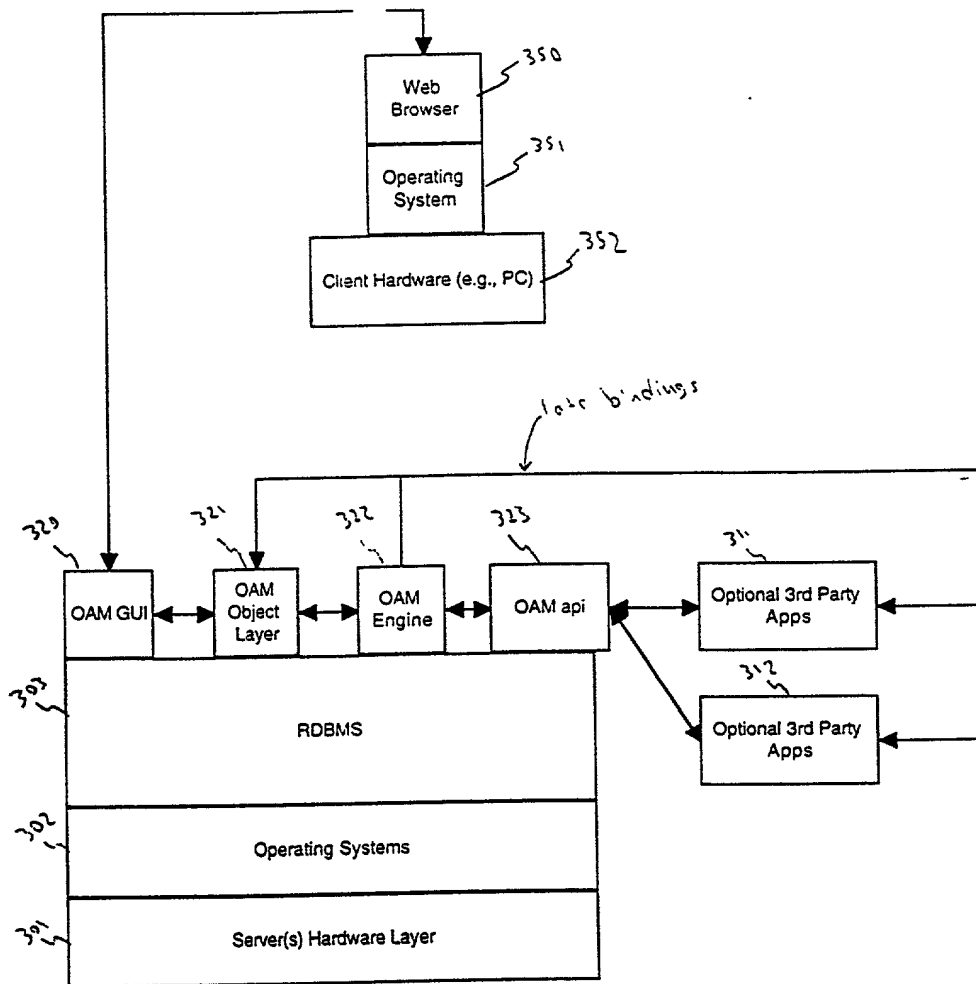 350
Web
Browser
351
Operating
System
352
Client Hardware (e.g., PC)
late bindings
320
321
322
323
311
OAM GUI
OAM
Object
Layer
OAM
Engine
OAM api
Optional 3rd Party
Apps
312
303
RDBMS
Optional 3rd Party
Apps
302
Operating Systems
301
Server(s) Hardware Layer